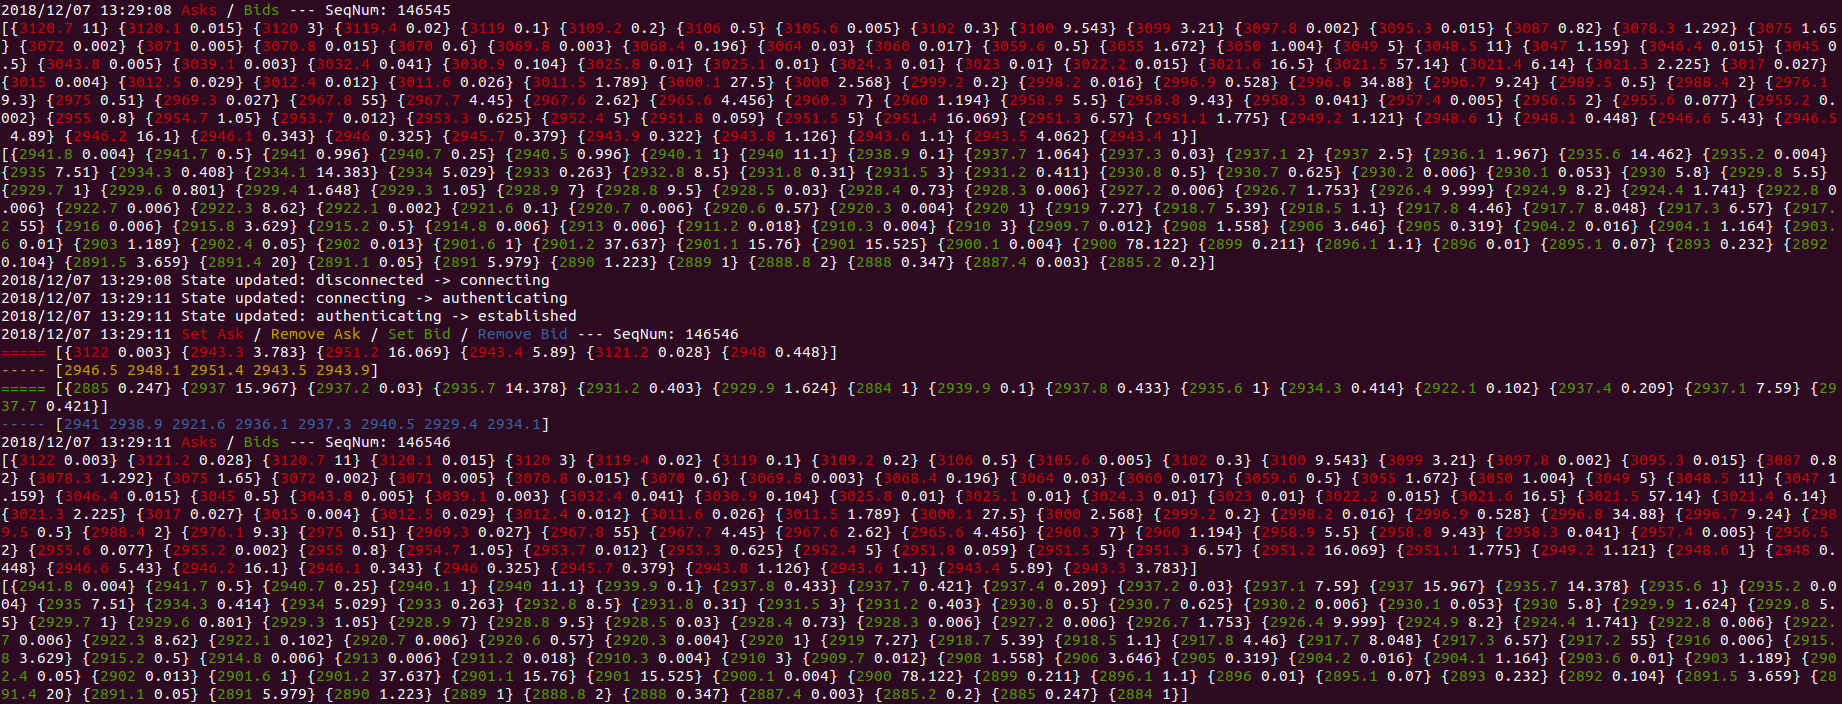 2018/12/07 13:29:08 Asks / Bids --- SeqNum: 146545
[{3120.7 11} {3120.1 0.015} {3120 3} {3119.4 0.02} {3119 0.1} {3109.2 0.2} {3106 0.5} {3105.6 0.005} {3102 0.3} {3100 9.543} {3099 3.21} {3097.8 0.002} {3095.3 0.015} {3087 0.82} {3078.3 1.292} {3075 1.65
} {3072 0.002} {3071 0.005} {3070.8 0.015} {3070 0.6} {3069.8 0.003} {3068.4 0.196} {3064 0.03} {3060 0.017} {3059.6 0.5} {3055 1.672} {3050 1.004} {3049 5} {3048.5 11} {3047 1.159} {3046.4 0.015} {3045 0
.5} {3043.8 0.005} {3039.1 0.003} {3032.4 0.041} {3030.9 0.104} {3025.8 0.01} {3025.1 0.01} {3024.3 0.01} {3023 0.01} {3022.2 0.015} {3021.6 16.5} {3021.5 57.14} {3021.4 6.14} {3021.3 2.225} {3017 0.027}
{3015 0.004} {3012.5 0.029} {3012.4 0.012} {3011.6 0.026} {3011.5 1.789} {3000.1 27.5} {3000 2.568} {2999.2 0.2} {2998.2 0.016} {2996.9 0.528} {2996.8 34.88} {2996.7 9.24} {2989.5 0.5} {2988.4 2} {2976.1
9.3} {2975 0.51} {2969.3 0.027} {2967.8 55} {2967.7 4.45} {2967.6 2.62} {2965.6 4.456} {2960.3 7} {2960 1.194} {2958.9 5.5} {2958.8 9.43} {2958.3 0.041} {2957.4 0.005} {2956.5 2} {2955.6 0.077} {2955.2 0.
002} {2955 0.8} {2954.7 1.05} {2953.7 0.012} {2953.3 0.625} {2952.4 5} {2951.8 0.059} {2951.5 5} {2951.4 16.069} {2951.3 6.57} {2951.1 1.775} {2949.2 1.121} {2948.6 1} {2948.1 0.448} {2946.6 5.43} {2946.5
4.89} {2946.2 16.1} {2946.1 0.343} {2946 0.325} {2945.7 0.379} {2943.9 0.322} {2943.8 1.126} {2943.6 1.1} {2943.5 4.062} {2943.4 1}]
[{2941.8 0.004} {2941.7 0.5} {2941 0.996} {2940.7 0.25} {2940.5 0.996} {2940.1 1} {2940 11.1} {2938.9 0.1} {2937.7 1.064} {2937.3 0.03} {2937.1 2} {2937 2.5} {2936.1 1.967} {2935.6 14.462} {2935.2 0.004}
{2935 7.51} {2934.3 0.408} {2934.1 14.383} {2934 5.029} {2933 0.263} {2932.8 8.5} {2931.8 0.31} {2931.5 3} {2931.2 0.411} {2930.8 0.5} {2930.7 0.625} {2930.2 0.006} {2930.1 0.053} {2930 5.8} {2929.8 5.5}
{2929.7 1} {2929.6 0.801} {2929.4 1.648} {2929.3 1.05} {2928.9 7} {2928.8 9.5} {2928.5 0.03} {2928.4 0.73} {2928.3 0.006} {2927.2 0.006} {2926.7 1.753} {2926.4 9.999} {2924.9 8.2} {2924.4 1.741} {2922.8 0
.006} {2922.7 0.006} {2922.3 8.62} {2922.1 0.002} {2921.6 0.1} {2920.7 0.006} {2920.6 0.57} {2920.3 0.004} {2920 1} {2919 7.27} {2918.7 5.39} {2918.5 1.1} {2917.8 4.46} {2917.7 8.048} {2917.3 6.57} {2917.
2 55} {2916 0.006} {2915.8 3.629} {2915.2 0.5} {2914.8 0.006} {2913 0.006} {2911.2 0.018} {2910.3 0.004} {2910 3} {2909.7 0.012} {2908 1.558} {2906 3.646} {2905 0.319} {2904.2 0.016} {2904.1 1.164} {2903.
6 0.01} {2903 1.189} {2902.4 0.05} {2902 0.013} {2901.6 1} {2901.2 37.637} {2901.1 15.76} {2901 15.525} {2900.1 0.004} {2900 78.122} {2899 0.211} {2896.1 1.1} {2896 0.01} {2895.1 0.07} {2893 0.232} {2892
0.104} {2891.5 3.659} {2891.4 20} {2891.1 0.05} {2891 5.979} {2890 1.223} {2889 1} {2888.8 2} {2888 0.347} {2887.4 0.003} {2885.2 0.2}]
2018/12/07 13:29:08 State updated: disconnected -> connecting
2018/12/07 13:29:11 State updated: connecting -> authenticating
2018/12/07 13:29:11 State updated: authenticating -> established
2018/12/07 13:29:11 Set Ask / Remove Ask / Set Bid / Remove Bid --- SeqNum: 146546
===== [{3122 0.003} {2943.3 3.783} {2951.2 16.069} {2943.4 5.89} {3121.2 0.028} {2948 0.448}]
----- [2946.5 2948.1 2951.4 2943.5 2943.9]
===== [{2885 0.247} {2937 15.967} {2937.2 0.03} {2935.7 14.378} {2931.2 0.403} {2929.9 1.624} {2884 1} {2939.9 0.1} {2937.8 0.433} {2935.6 1} {2934.3 0.414} {2922.1 0.102} {2937.4 0.209} {2937.1 7.59} {29
37.7 0.421}]
----- [2941 2938.9 2921.6 2936.1 2937.3 2940.5 2929.4 2934.1]
2018/12/07 13:29:11 Asks / Bids --- SeqNum: 146546
[{3122 0.003} {3121.2 0.028} {3120.7 11} {3120.1 0.015} {3120 3} {3119.4 0.02} {3119 0.1} {3109.2 0.2} {3106 0.5} {3105.6 0.005} {3102 0.3} {3100 9.543} {3099 3.21} {3097.8 0.002} {3095.3 0.015} {3087 0.8
2} {3078.3 1.292} {3075 1.65} {3072 0.002} {3071 0.005} {3070.8 0.015} {3070 0.6} {3069.8 0.003} {3068.4 0.196} {3064 0.03} {3060 0.017} {3059.6 0.5} {3055 1.672} {3050 1.004} {3049 5} {3048.5 11} {3047 1
.159} {3046.4 0.015} {3045 0.5} {3043.8 0.005} {3039.1 0.003} {3032.4 0.041} {3030.9 0.104} {3025.8 0.01} {3025.1 0.01} {3024.3 0.01} {3023 0.01} {3022.2 0.015} {3021.6 16.5} {3021.5 57.14} {3021.4 6.14}
{3021.3 2.225} {3017 0.027} {3015 0.004} {3012.5 0.029} {3012.4 0.012} {3011.6 0.026} {3011.5 1.789} {3000.1 27.5} {3000 2.568} {2999.2 0.2} {2998.2 0.016} {2996.9 0.528} {2996.8 34.88} {2996.7 9.24} {298
9.5 0.5} {2988.4 2} {2976.1 9.3} {2975 0.51} {2969.3 0.027} {2967.8 55} {2967.7 4.45} {2967.6 2.62} {2965.6 4.456} {2960.3 7} {2960 1.194} {2958.9 5.5} {2958.8 9.43} {2958.3 0.041} {2957.4 0.005} {2956.5
2} {2955.6 0.077} {2955.2 0.002} {2955 0.8} {2954.7 1.05} {2953.7 0.012} {2953.3 0.625} {2952.4 5} {2951.8 0.059} {2951.5 5} {2951.3 6.57} {2951.2 16.069} {2951.1 1.775} {2949.2 1.121} {2948.6 1} {2948 0.
448} {2946.6 5.43} {2946.2 16.1} {2946.1 0.343} {2946 0.325} {2945.7 0.379} {2943.8 1.126} {2943.6 1.1} {2943.4 5.89} {2943.3 3.783}]
[{2941.8 0.004} {2941.7 0.5} {2940.7 0.25} {2940.1 1} {2940 11.1} {2939.9 0.1} {2937.8 0.433} {2937.7 0.421} {2937.4 0.209} {2937.2 0.03} {2937.1 7.59} {2937 15.967} {2935.7 14.378} {2935.6 1} {2935.2 0.0
04} {2935 7.51} {2934.3 0.414} {2934 5.029} {2933 0.263} {2932.8 8.5} {2931.8 0.31} {2931.5 3} {2931.2 0.403} {2930.8 0.5} {2930.7 0.625} {2930.2 0.006} {2930.1 0.053} {2930 5.8} {2929.9 1.624} {2929.8 5.
5} {2929.7 1} {2929.6 0.801} {2929.3 1.05} {2928.9 7} {2928.8 9.5} {2928.5 0.03} {2928.4 0.73} {2928.3 0.006} {2927.2 0.006} {2926.7 1.753} {2926.4 9.999} {2924.9 8.2} {2924.4 1.741} {2922.8 0.006} {2922.
7 0.006} {2922.3 8.62} {2922.1 0.102} {2920.7 0.006} {2920.6 0.57} {2920.3 0.004} {2920 1} {2919 7.27} {2918.7 5.39} {2918.5 1.1} {2917.8 4.46} {2917.7 8.048} {2917.3 6.57} {2917.2 55} {2916 0.006} {2915.
8 3.629} {2915.2 0.5} {2914.8 0.006} {2913 0.006} {2911.2 0.018} {2910.3 0.004} {2910 3} {2909.7 0.012} {2908 1.558} {2906 3.646} {2905 0.319} {2904.2 0.016} {2904.1 1.164} {2903.6 0.01} {2903 1.189} {290
2.4 0.05} {2902 0.013} {2901.6 1} {2901.2 37.637} {2901.1 15.76} {2901 15.525} {2900.1 0.004} {2900 78.122} {2899 0.211} {2896.1 1.1} {2896 0.01} {2895.1 0.07} {2893 0.232} {2892 0.104} {2891.5 3.659} {28
91.4 20} {2891.1 0.05} {2891 5.979} {2890 1.223} {2889 1} {2888.8 2} {2888 0.347} {2887.4 0.003} {2885.2 0.2} {2885 0.247} {2884 1}]